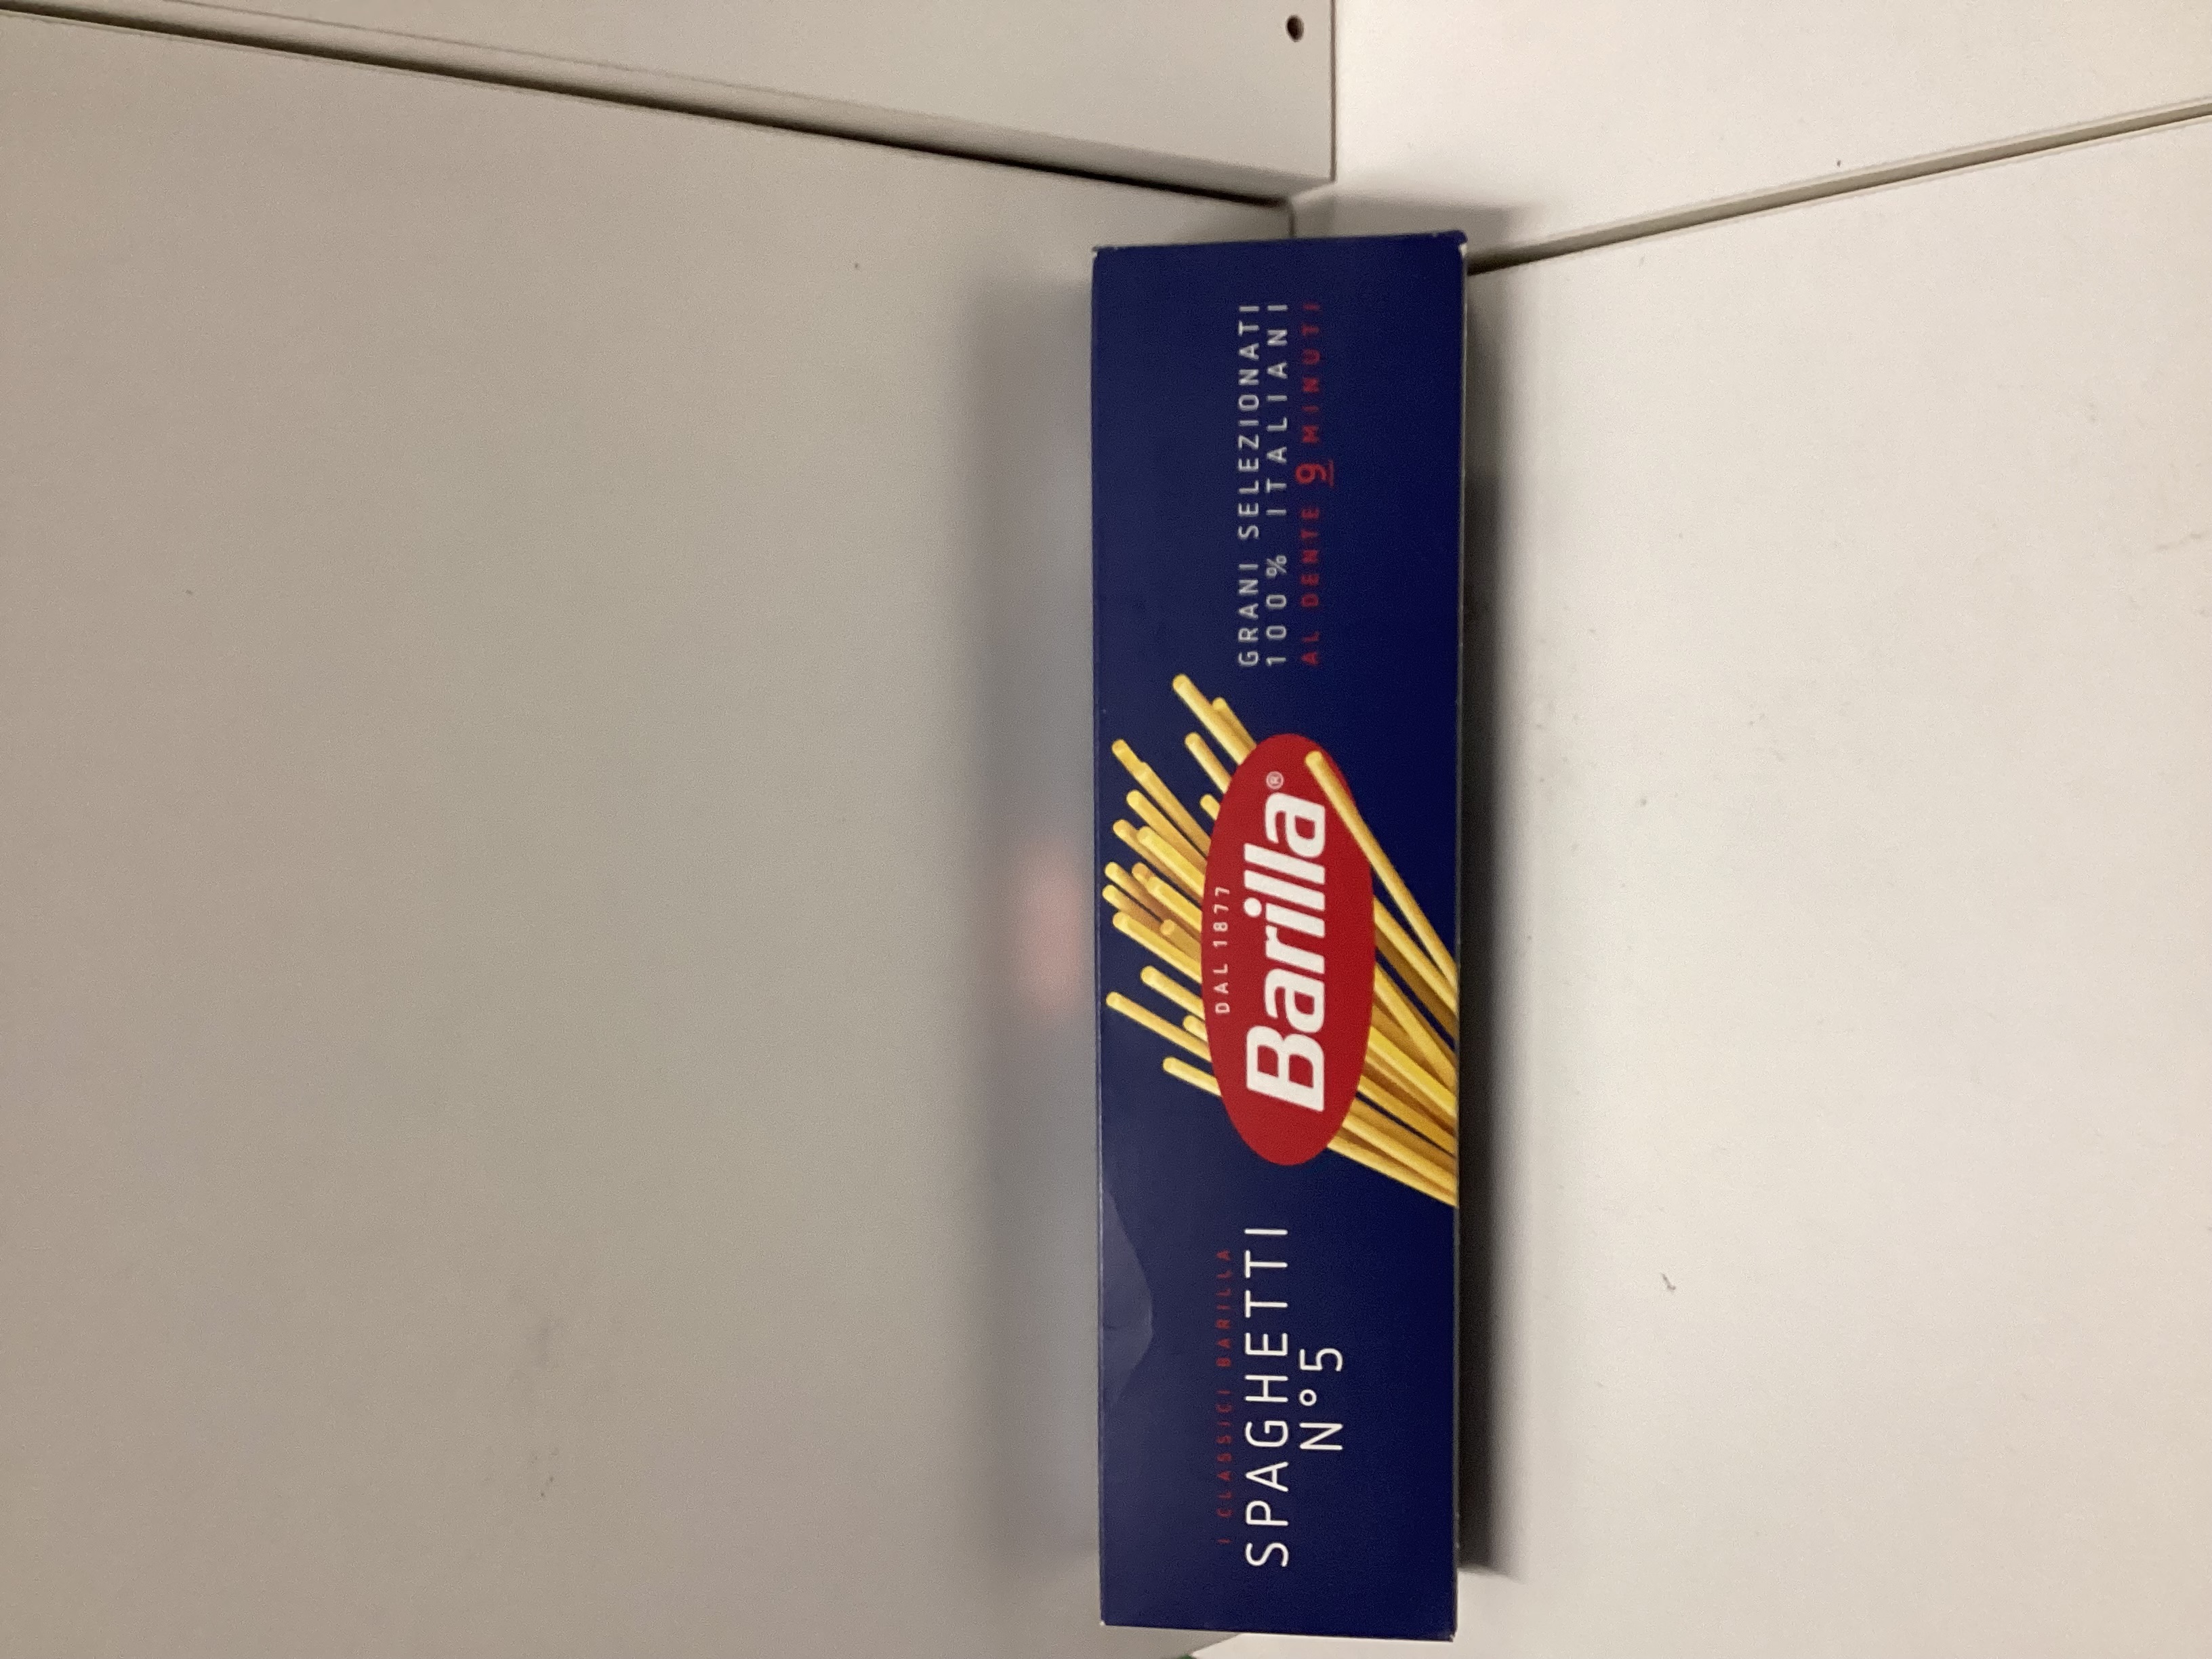 I CLASSICI BARILLA
SPAGHETTI
N°5
DAL 1877
Barilla®
GRANI SELEZIONATI
100% ITALIANI
AL DENTE 9 MINUTI